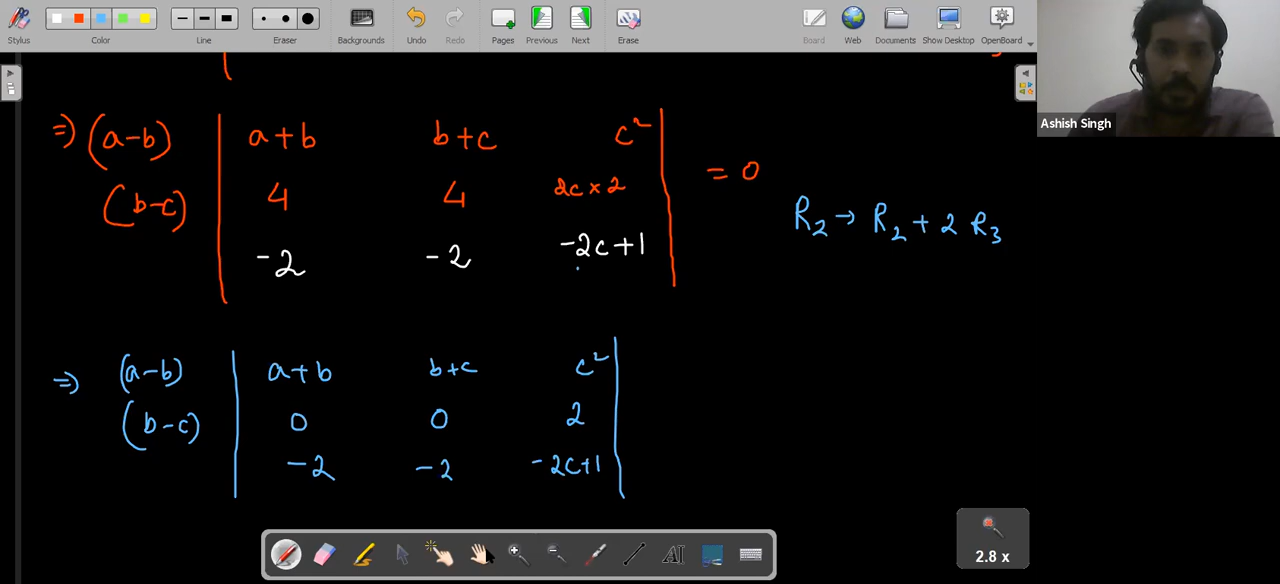 Stylus Color Line Eraser Backgrounds Undo Redo Pages Previous Next Erase Board Web Documents Show Desktop OpenBoard
Ashish Singh
⇒ (a-b) | a+b b+c c² |
(b-c) | 4 4 2c×2 | = 0
| -2 -2 -2c+1 |
R₂ → R₂ + 2 R₃
⇒ (a-b) | a+b b+c c² |
(b-c) | 0 0 2 |
| -2 -2 -2c+1 |
AI
2.8 x